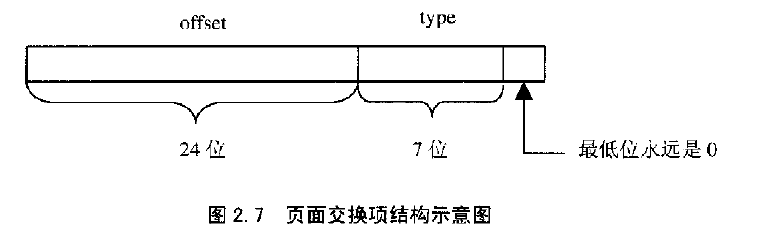 offset type
24 位 7 位 最低位永远是 0
图 2.7 页面交换项结构示意图